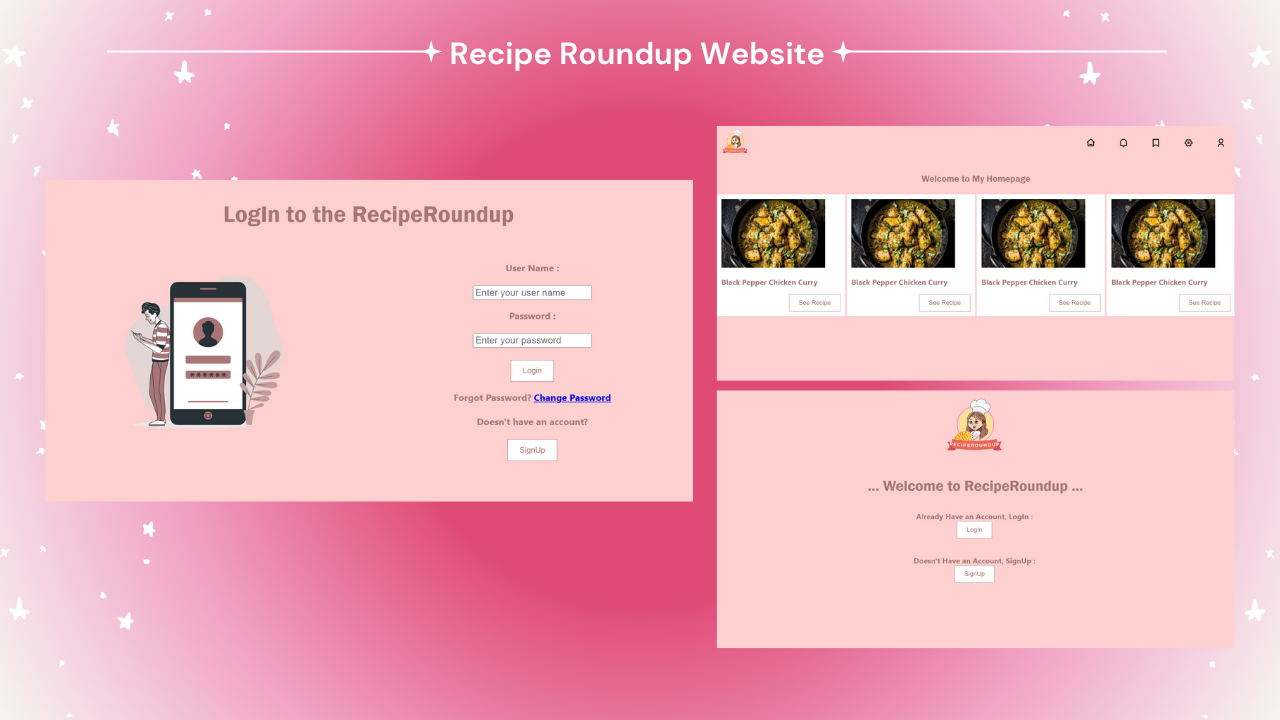 Recipe Roundup Website
LogIn to the RecipeRoundup
User Name :
Enter your user name
Password :
Enter your password
Login
Forgot Password? Change Password
Doesn't have an account?
SignUp
Welcome to My Homepage
Black Pepper Chicken Curry
See Recipe
Black Pepper Chicken Curry
See Recipe
Black Pepper Chicken Curry
See Recipe
Black Pepper Chicken Curry
See Recipe
RECIPEROUNDUP
... Welcome to RecipeRoundup ...
Already Have an Account, LogIn :
LogIn
Doesn't Have an Account, SignUp :
SignUp